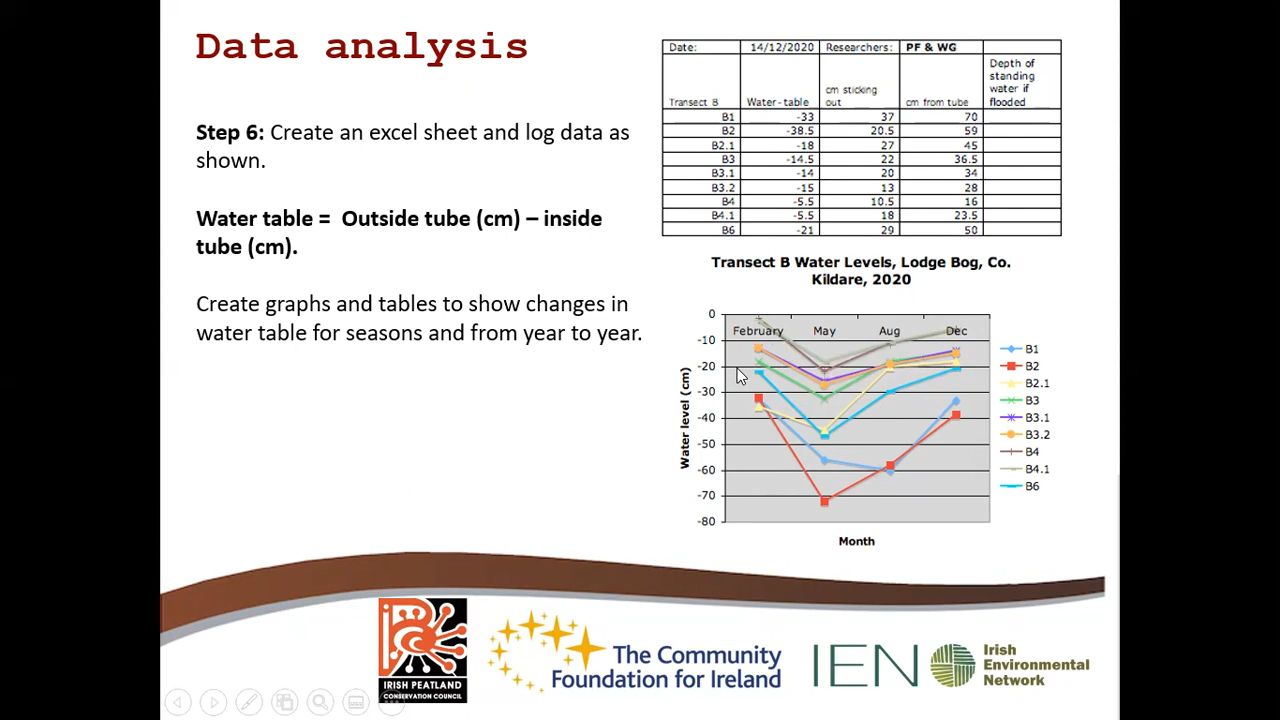 Data analysis
Step 6: Create an excel sheet and log data as
shown.
Water table = Outside tube (cm) – inside
tube (cm).
Create graphs and tables to show changes in
water table for seasons and from year to year.
Date: 14/12/2020 Researchers: PF & WG
Transect B Water-table cm sticking out cm from tube Depth of standing water if flooded
B1 -33 37 70
B2 -38.5 20.5 59
B2.1 -18 27 45
B3 -14.5 22 36.5
B3.1 -14 20 34
B3.2 -15 13 28
B4 -5.5 10.5 16
B4.1 -5.5 18 23.5
B6 -21 29 50
Transect B Water Levels, Lodge Bog, Co.
Kildare, 2020
Water level (cm)
0
-10
-20
-30
-40
-50
-60
-70
-80
February May Aug Dec
Month
B1
B2
B2.1
B3
B3.1
B3.2
B4
B4.1
B6
IRISH PEATLAND
CONSERVATION COUNCIL
The Community
Foundation for Ireland
IEN
Irish
Environmental
Network